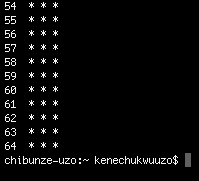 54 * * *
55 * * *
56 * * *
57 * * *
58 * * *
59 * * *
60 * * *
61 * * *
62 * * *
63 * * *
64 * * *
chibunze-uzo:~ kenechukwuuzo$